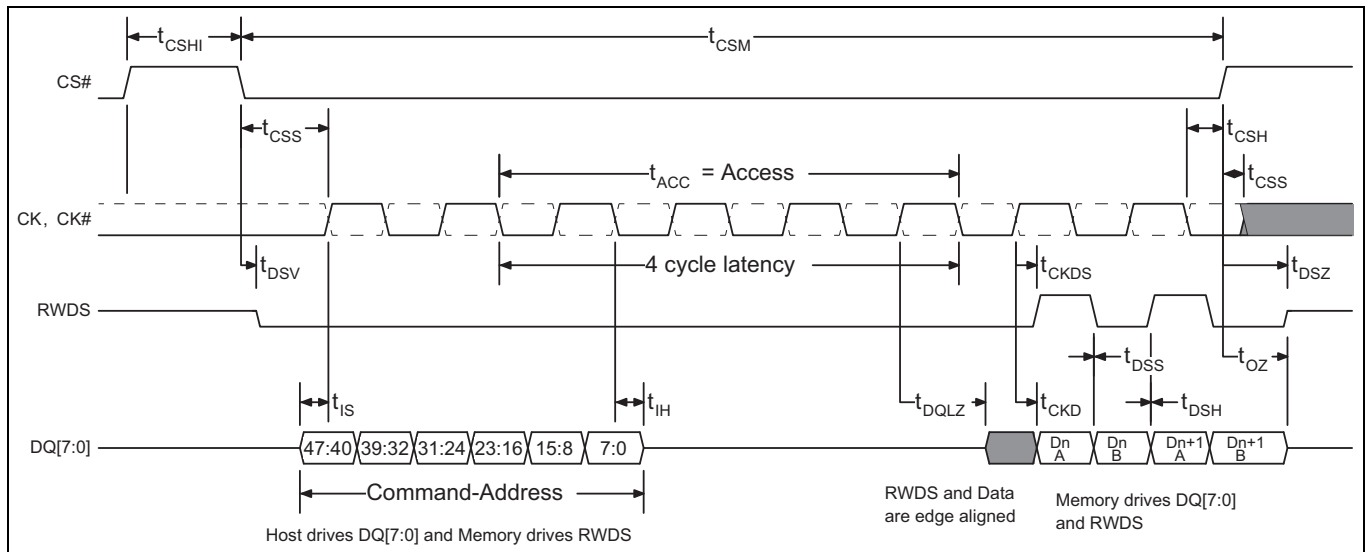 tCSHI
tCSM
CS#
tCSS
tCSH
tACC = Access
tCSS
CK, CK#
4 cycle latency
tDSV
tCKDS
tDSZ
RWDS
tDSS
tOZ
tIS
tIH
tDQLZ
tCKD
tDSH
DQ[7:0]
47:40 39:32 31:24 23:16 15:8 7:0
Dn A
Dn B
Dn+1 A
Dn+1 B
Command-Address
Host drives DQ[7:0] and Memory drives RWDS
RWDS and Data
are edge aligned
Memory drives DQ[7:0]
and RWDS